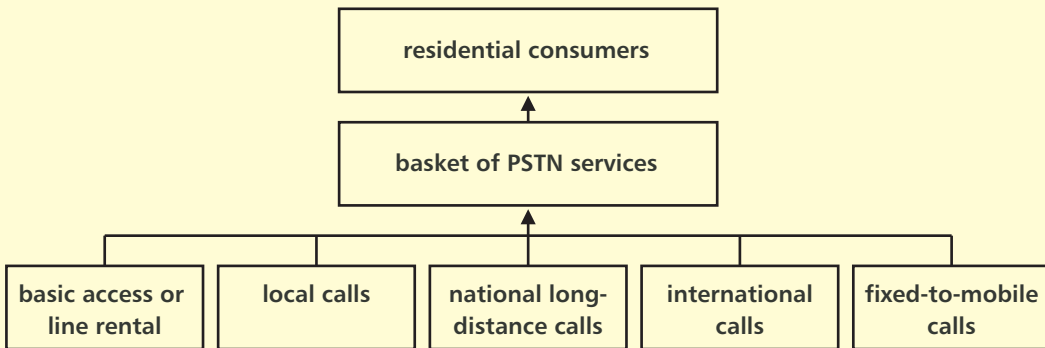 residential consumers
basket of PSTN services
basic access or
line rental
local calls
national long-
distance calls
international
calls
fixed-to-mobile
calls